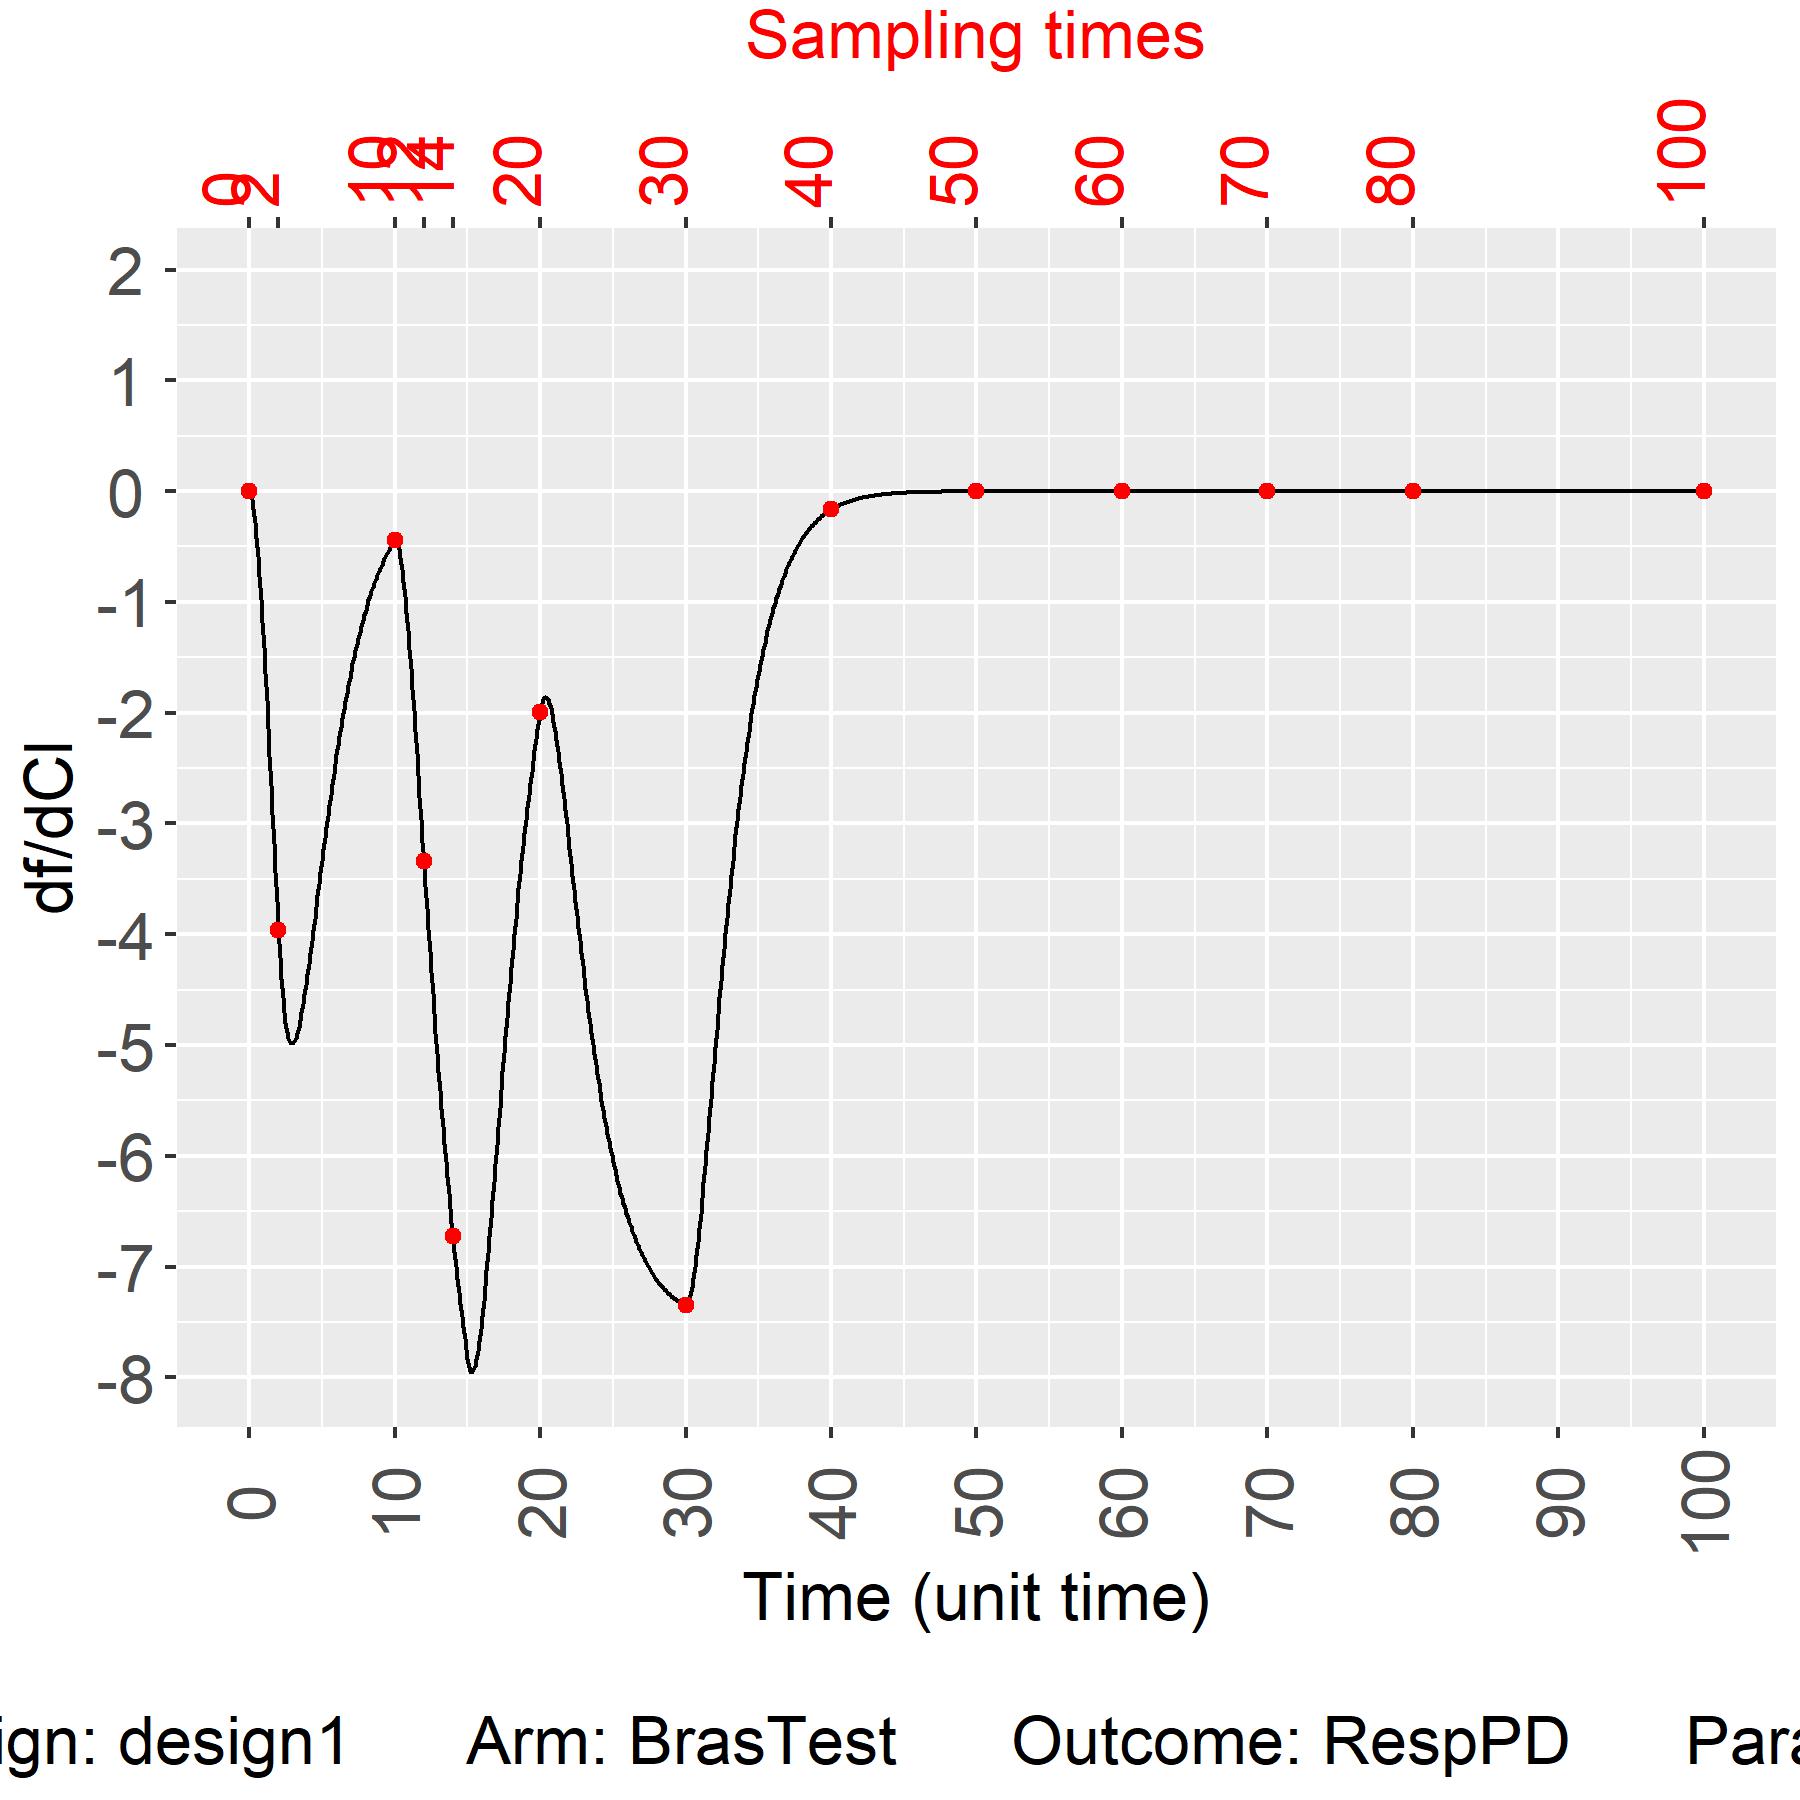 Sampling times
0 2 10 12 14 20 30 40 50 60 70 80 100
2
1
0
-1
-2
-3
-4
-5
-6
-7
-8
df/dCl
0 10 20 30 40 50 60 70 80 90 100
Time (unit time)
ign: design1 Arm: BrasTest Outcome: RespPD Para